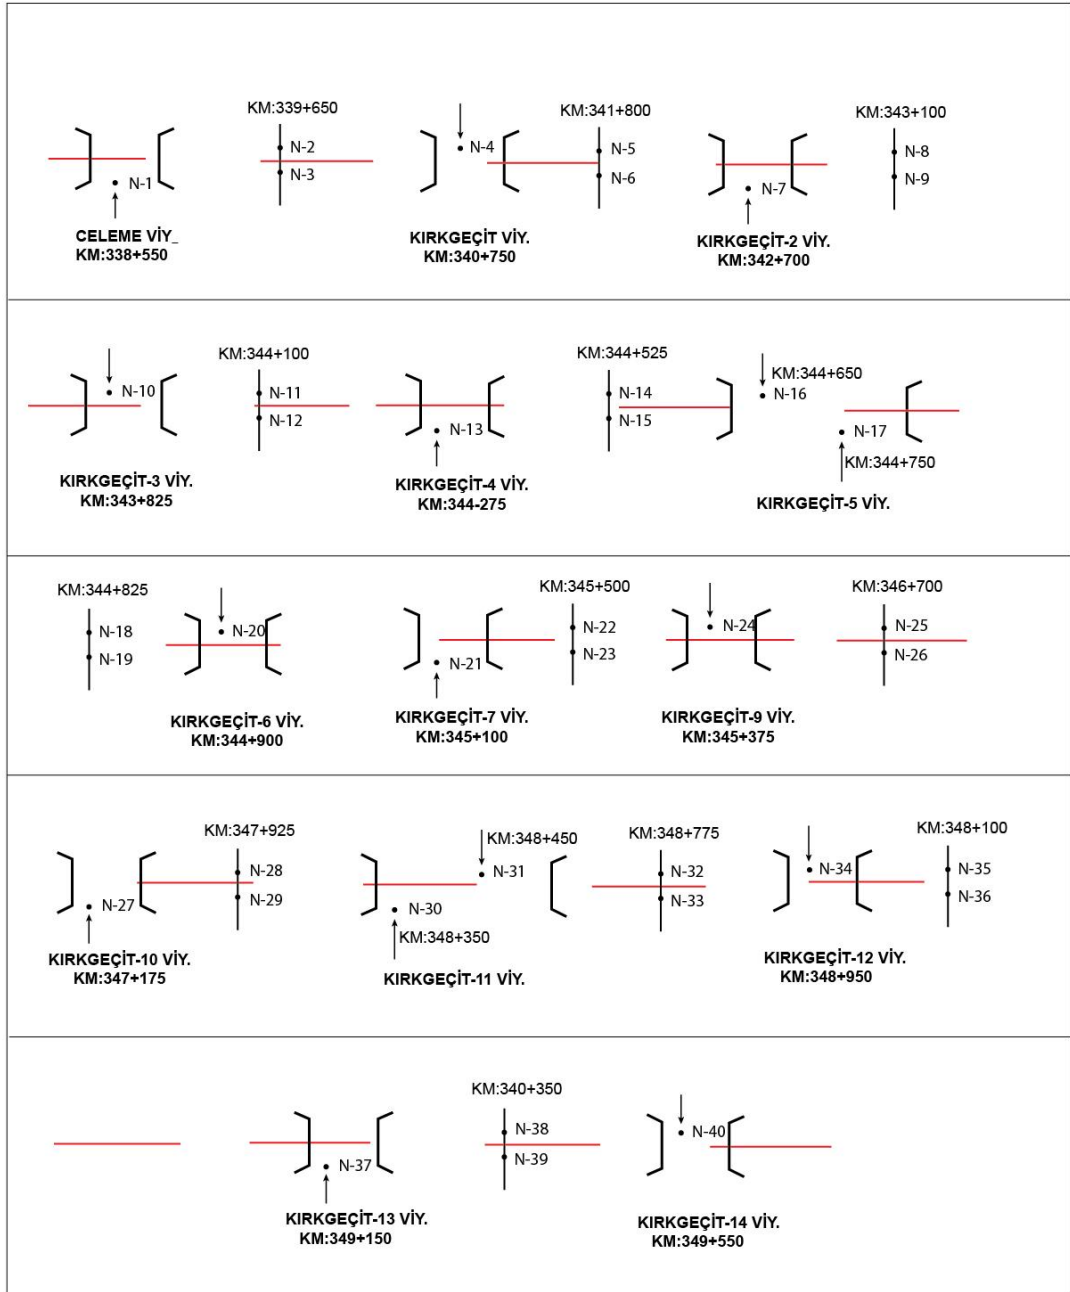 KM:339+650
KM:341+800
KM:343+100
N-1
N-2
N-3
N-4
N-5
N-6
N-7
N-8
N-9
CELEME VİY_
KM:338+550
KIRKGEÇİT VİY.
KM:340+750
KIRKGEÇİT-2 VİY.
KM:342+700
KM:344+100
KM:344+525
KM:344+650
N-10
N-11
N-12
N-13
N-14
N-15
N-16
N-17
KM:344+750
KIRKGEÇİT-3 VİY.
KM:343+825
KIRKGEÇİT-4 VİY.
KM:344-275
KIRKGEÇİT-5 VİY.
KM:344+825
KM:345+500
KM:346+700
N-18
N-19
N-20
N-21
N-22
N-23
N-24
N-25
N-26
KIRKGEÇİT-6 VİY.
KM:344+900
KIRKGEÇİT-7 VİY.
KM:345+100
KIRKGEÇİT-9 VİY.
KM:345+375
KM:347+925
KM:348+450
KM:348+775
KM:348+100
N-27
N-28
N-29
N-30
N-31
N-32
N-33
N-34
N-35
N-36
KM:348+350
KIRKGEÇİT-10 VİY.
KM:347+175
KIRKGEÇİT-11 VİY.
KIRKGEÇİT-12 VİY.
KM:348+950
KM:340+350
N-37
N-38
N-39
N-40
KIRKGEÇİT-13 VİY.
KM:349+150
KIRKGEÇİT-14 VİY.
KM:349+550